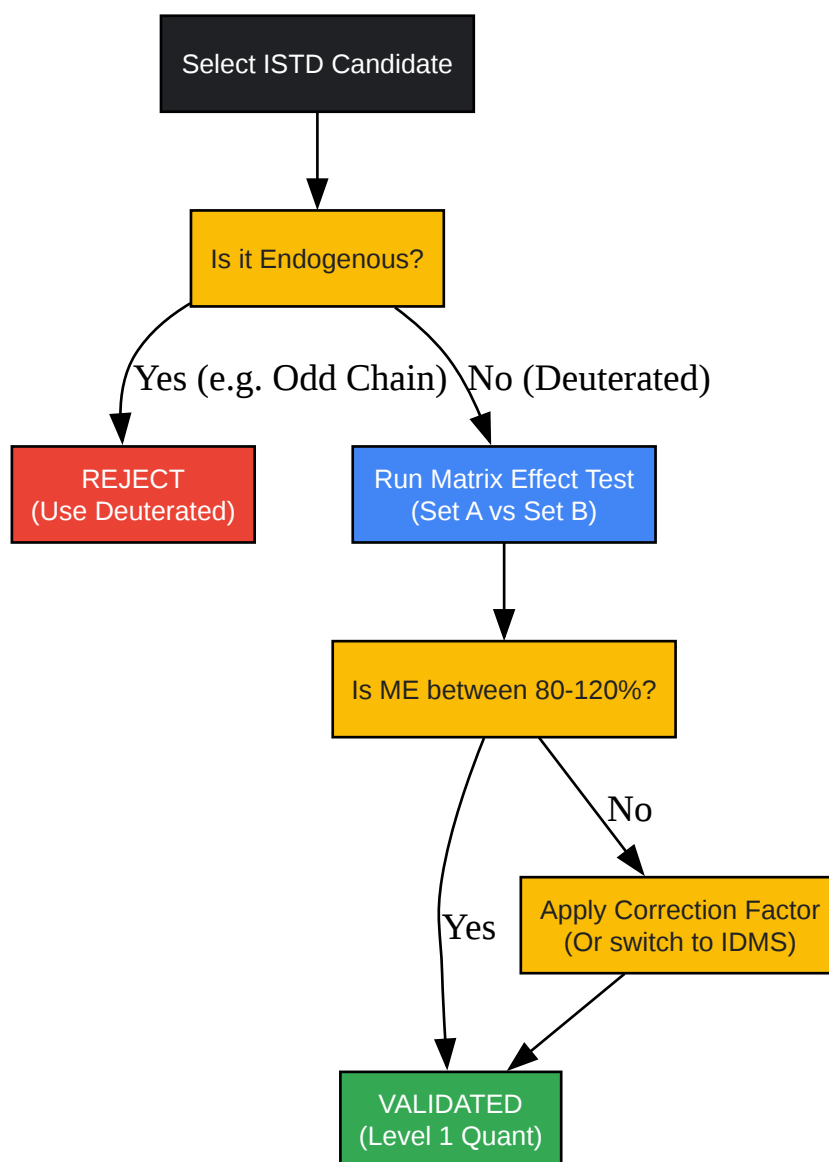 Select ISTD Candidate
Is it Endogenous?
Yes (e.g. Odd Chain)
No (Deuterated)
REJECT
(Use Deuterated)
Run Matrix Effect Test
(Set A vs Set B)
Is ME between 80-120%?
No
Apply Correction Factor
(Or switch to IDMS)
Yes
VALIDATED
(Level 1 Quant)